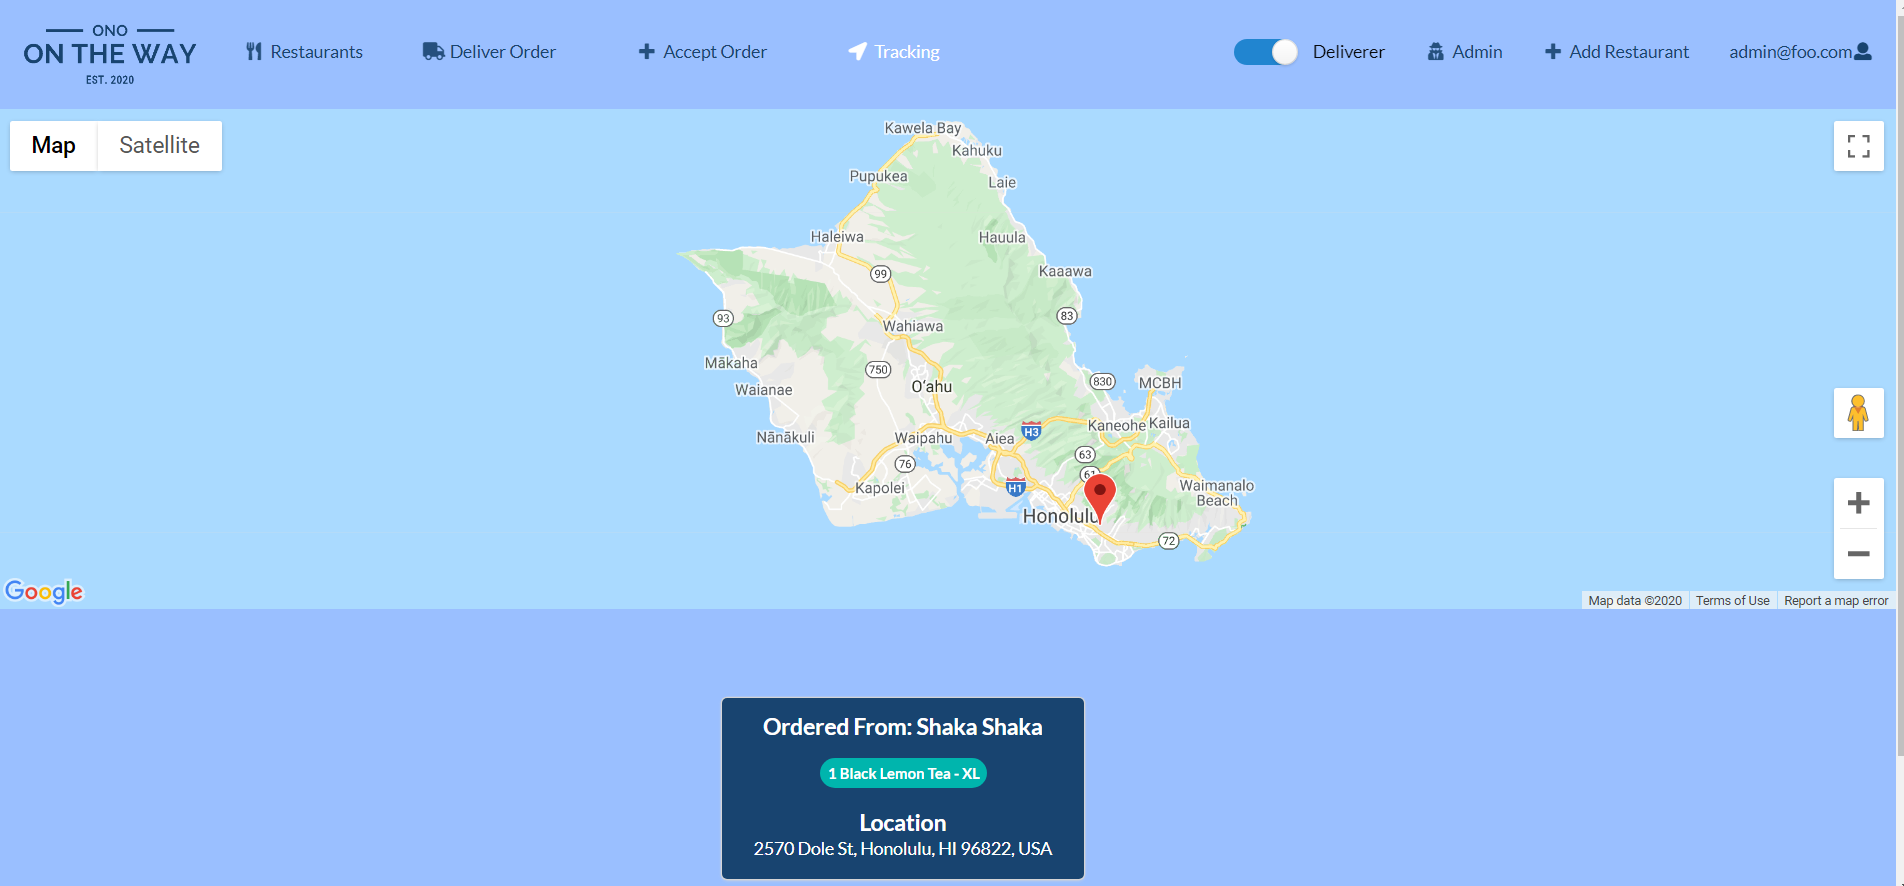 ONO
ON THE WAY
EST. 2020
Restaurants
Deliver Order
Accept Order
Tracking
Deliverer
Admin
Add Restaurant
admin@foo.com
Map
Satellite
Kawela Bay
Kahuku
Pupukea
Laie
Haleiwa
Hauula
Kaaawa
99
93
83
Wahiawa
Mākaha
750
O'ahu
830
MCBH
Waianae
Nānākuli
Waipahu
Aiea
H3
Kaneohe
Kailua
76
63
61
Kapolei
H1
Waimanalo
Beach
Honolulu
72
Google
Map data ©2020
Terms of Use
Report a map error
Ordered From: Shaka Shaka
1 Black Lemon Tea - XL
Location
2570 Dole St, Honolulu, HI 96822, USA